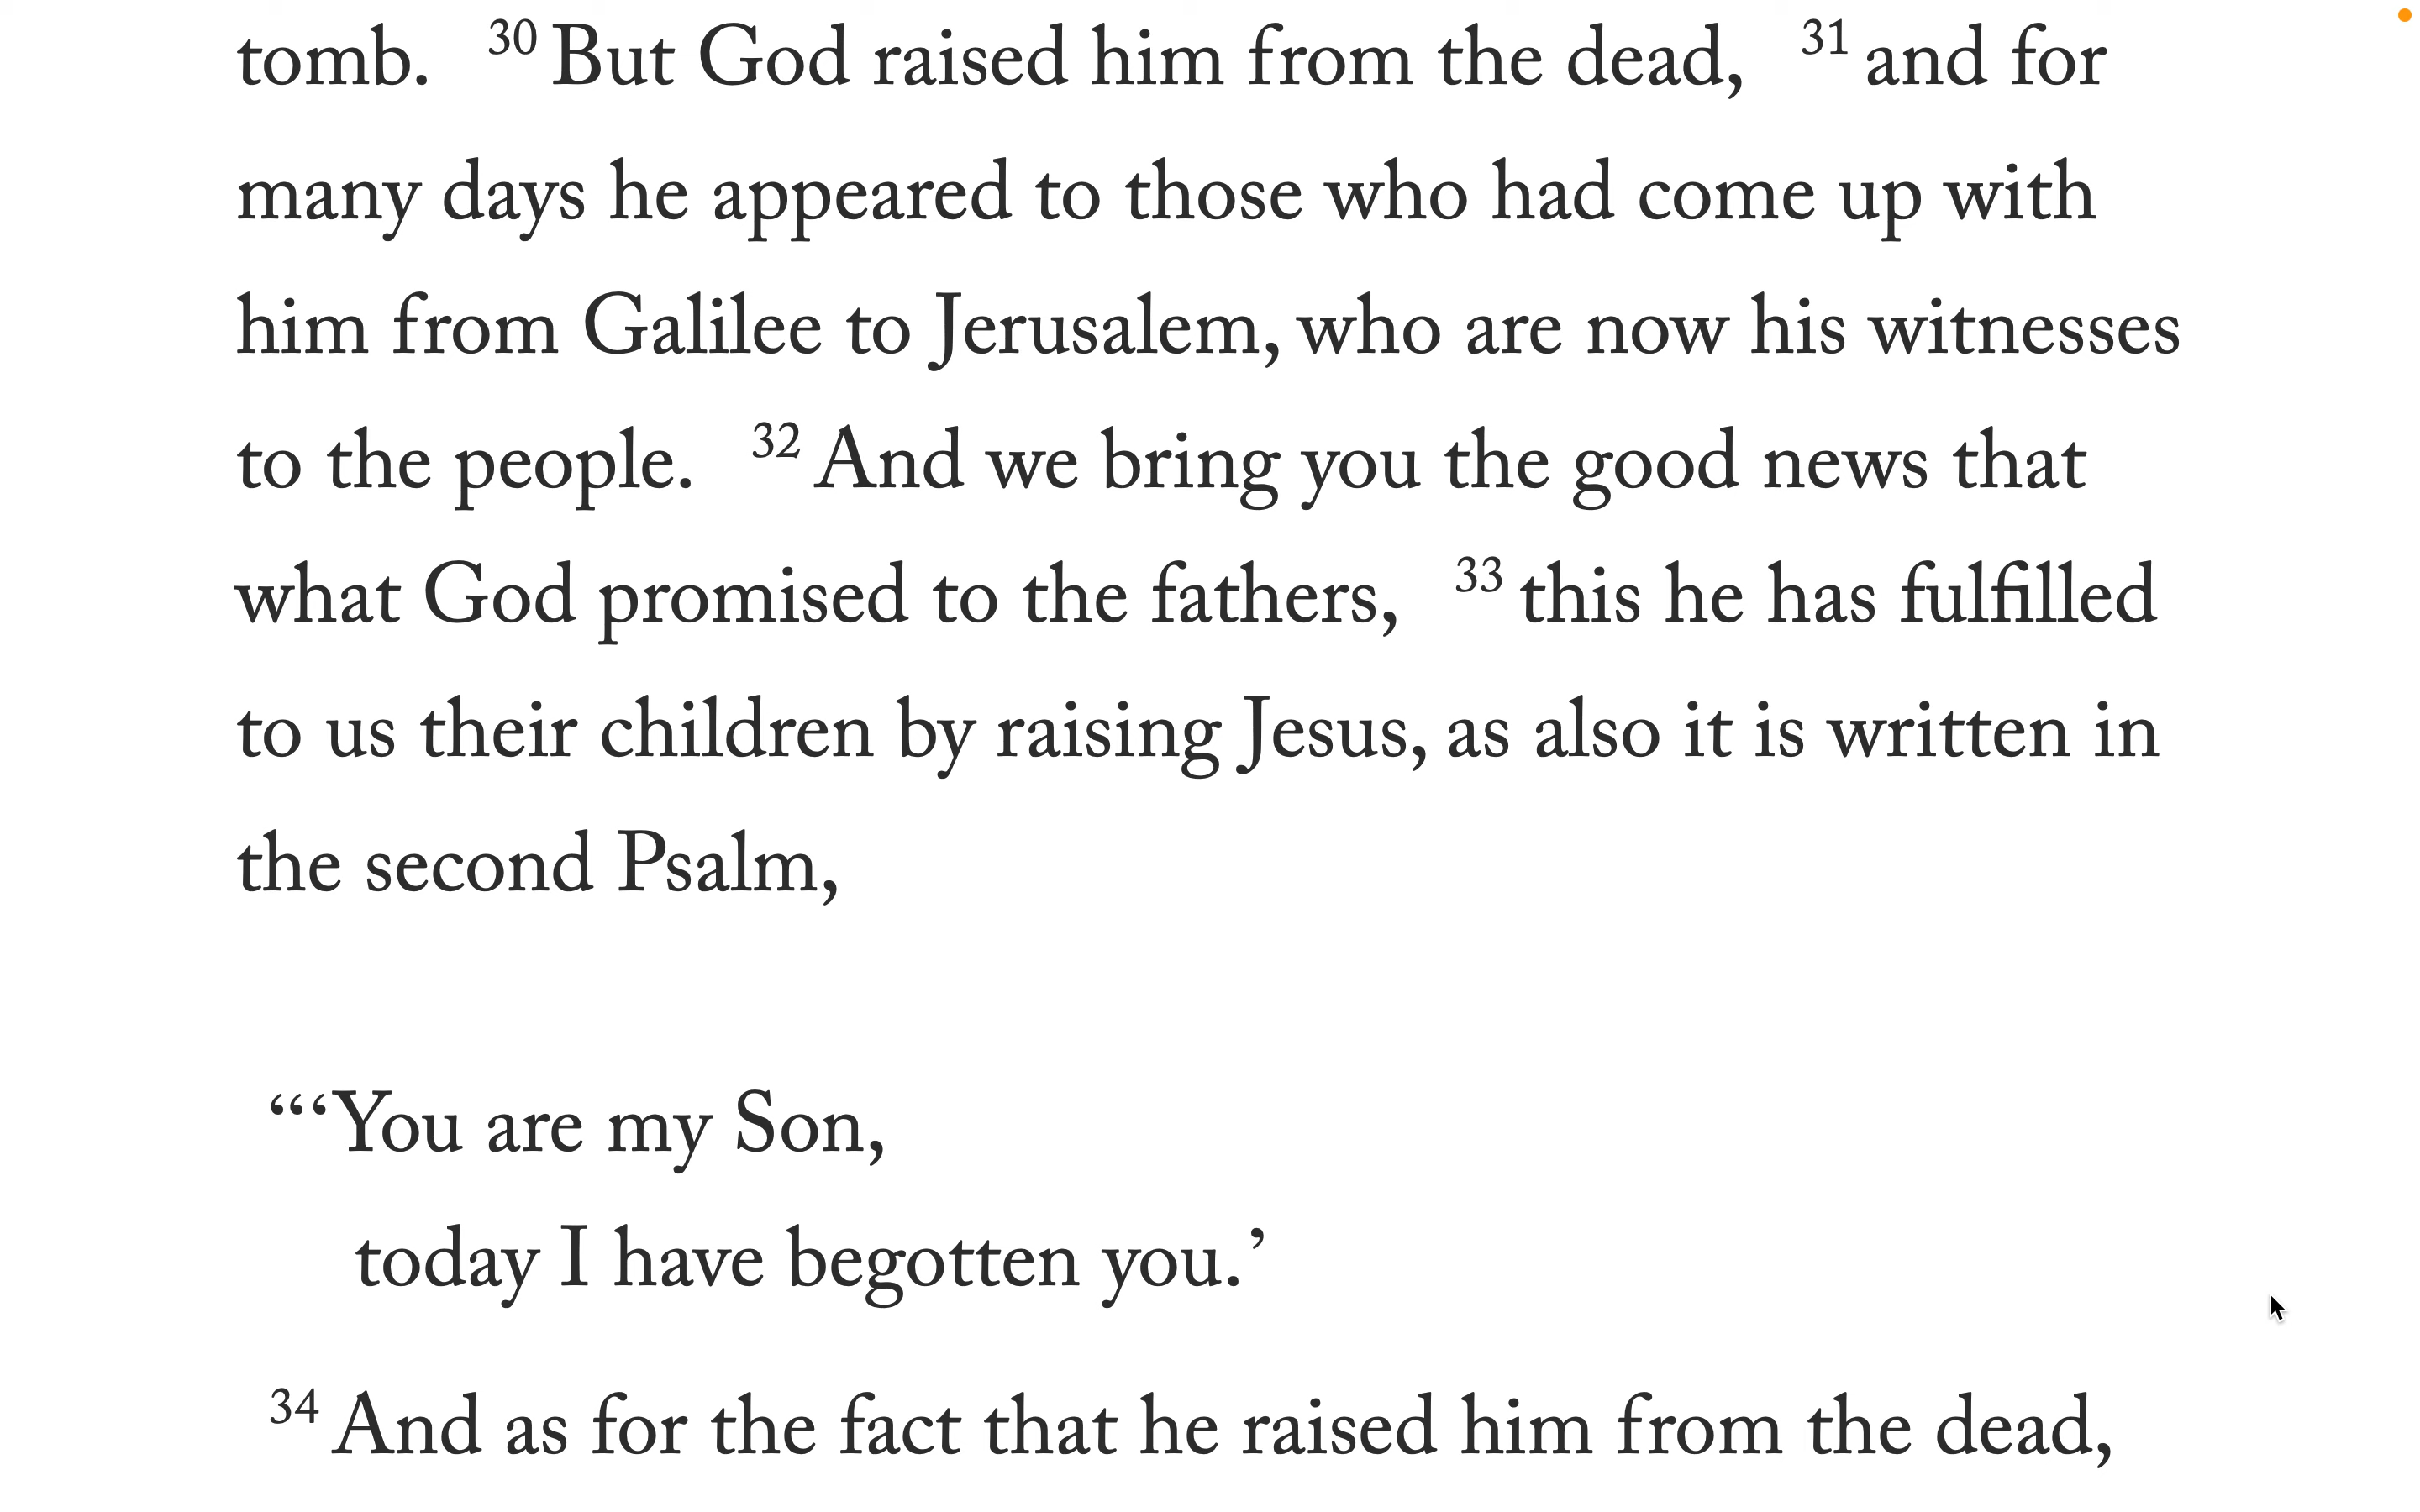 tomb. 30 But God raised him from the dead, 31 and for
many days he appeared to those who had come up with
him from Galilee to Jerusalem, who are now his witnesses
to the people. 32 And we bring you the good news that
what God promised to the fathers, 33 this he has fulfilled
to us their children by raising Jesus, as also it is written in
the second Psalm,
“‘You are my Son,
today I have begotten you.’
34 And as for the fact that he raised him from the dead,